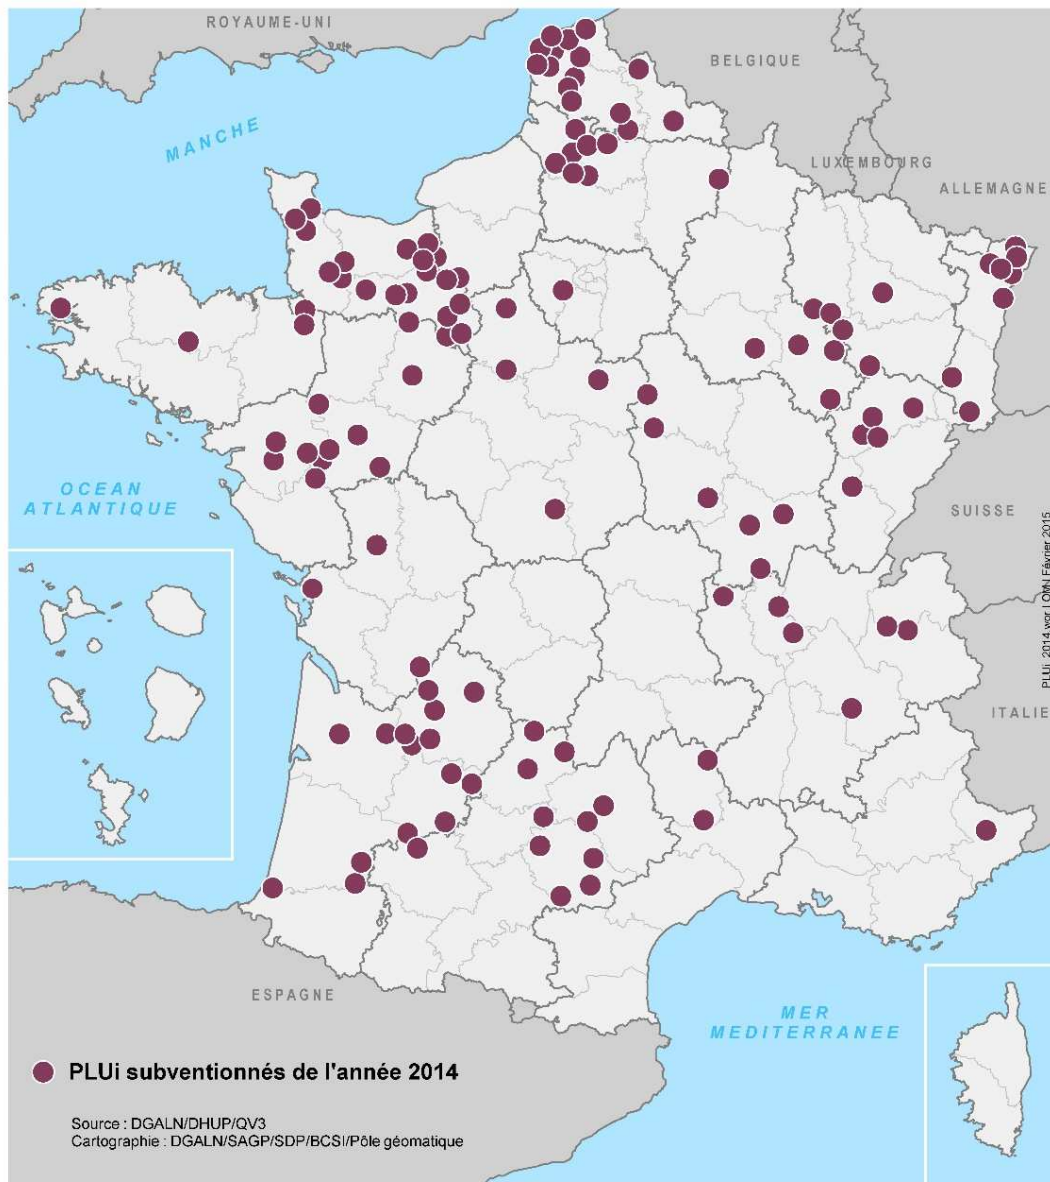 ROYAUME-UNI
BELGIQUE
MANCHE
LUXEMBOURG
ALLEMAGNE
OCEAN
ATLANTIQUE
SUISSE
PLUi_2014.wor LOMN Février 2015
ITALIE
ESPAGNE
MER
MEDITERRANEE
PLUi subventionnés de l'année 2014
Source : DGALN/DHUP/QV3
Cartographie : DGALN/SAGP/SDP/BCSI/Pôle géomatique